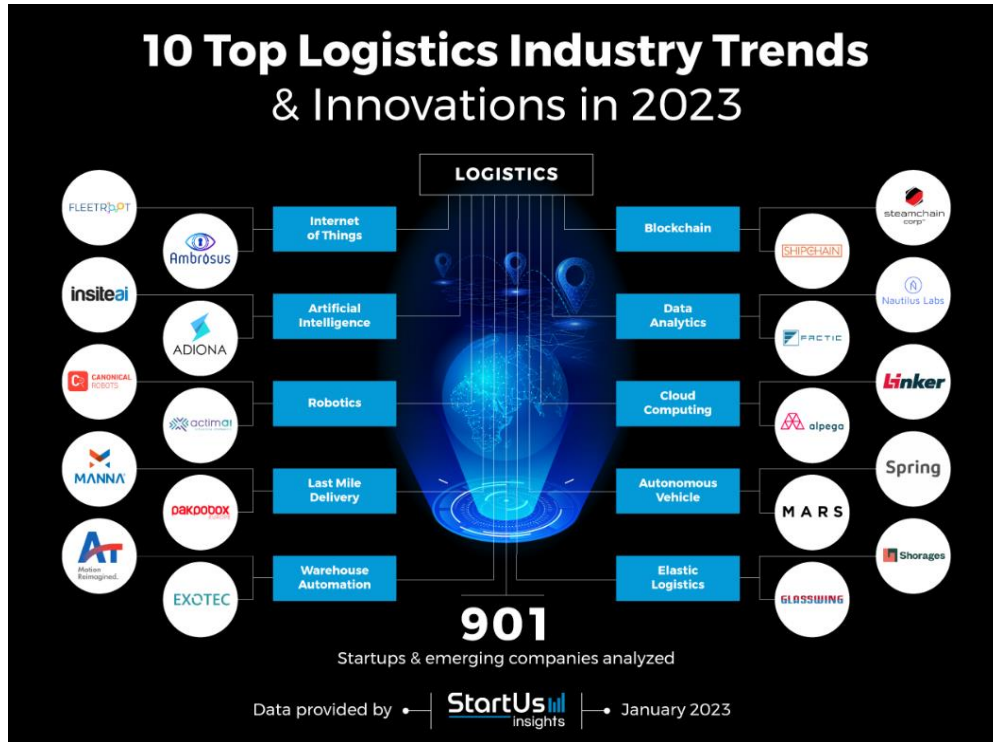 10 Top Logistics Industry Trends
& Innovations in 2023
LOGISTICS
FLEETROOT
Ambrosus
Internet
of Things
Blockchain
steamchain
corp
SHIPCHAIN
insiteai
ADIONA
Artificial
Intelligence
Data
Analytics
Nautilus Labs
FACTIC
CANONICAL
ROBOTS
actimai
Robotics
Cloud
Computing
Linker
alpega
MANNA
pakpobox
Last Mile
Delivery
Autonomous
Vehicle
Spring
MARS
AT
Motion
Reimagined.
EXOTEC
Warehouse
Automation
Elastic
Logistics
Shorages
GLASSWING
901
Startups & emerging companies analyzed
Data provided by
StartUs
insights
January 2023